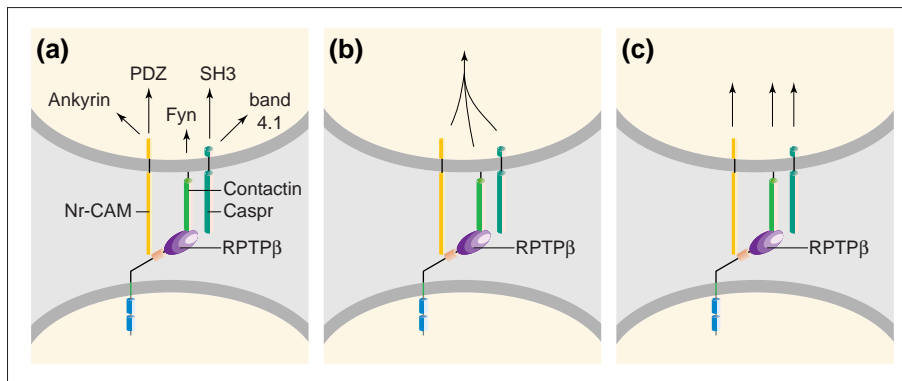 (a)
PDZ
SH3
Ankyrin
Fyn
band
4.1
Nr-CAM
Contactin
Caspr
RPTPβ
(b)
RPTPβ
(c)
RPTPβ